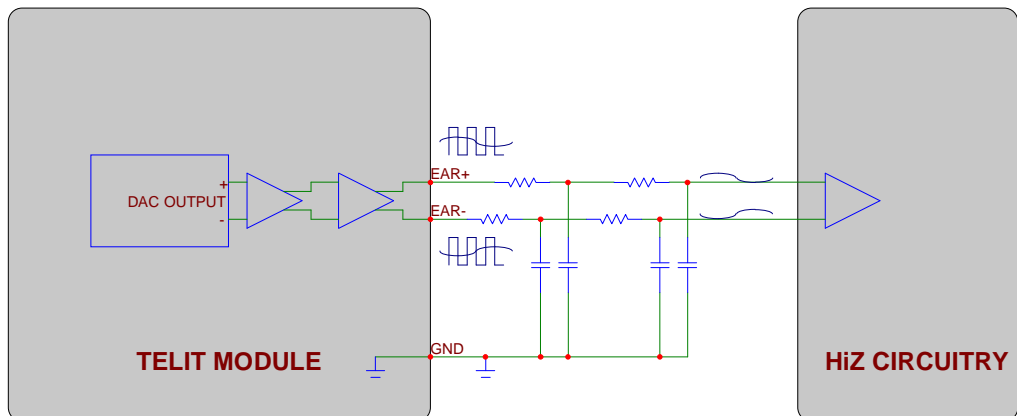 EAR+
+
DAC OUTPUT
-
EAR-
GND
TELIT MODULE
HiZ CIRCUITRY